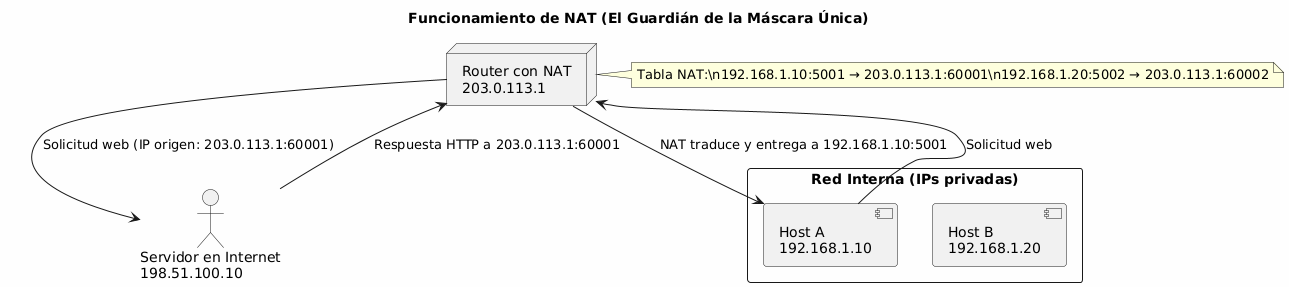 Funcionamiento de NAT (El Guardián de la Máscara Única)
Router con NAT
203.0.113.1
Tabla NAT:\n192.168.1.10:5001 → 203.0.113.1:60001\n192.168.1.20:5002 → 203.0.113.1:60002
Solicitud web (IP origen: 203.0.113.1:60001)
Respuesta HTTP a 203.0.113.1:60001
NAT traduce y entrega a 192.168.1.10:5001
Solicitud web
Red Interna (IPs privadas)
Host A
192.168.1.10
Host B
192.168.1.20
Servidor en Internet
198.51.100.10